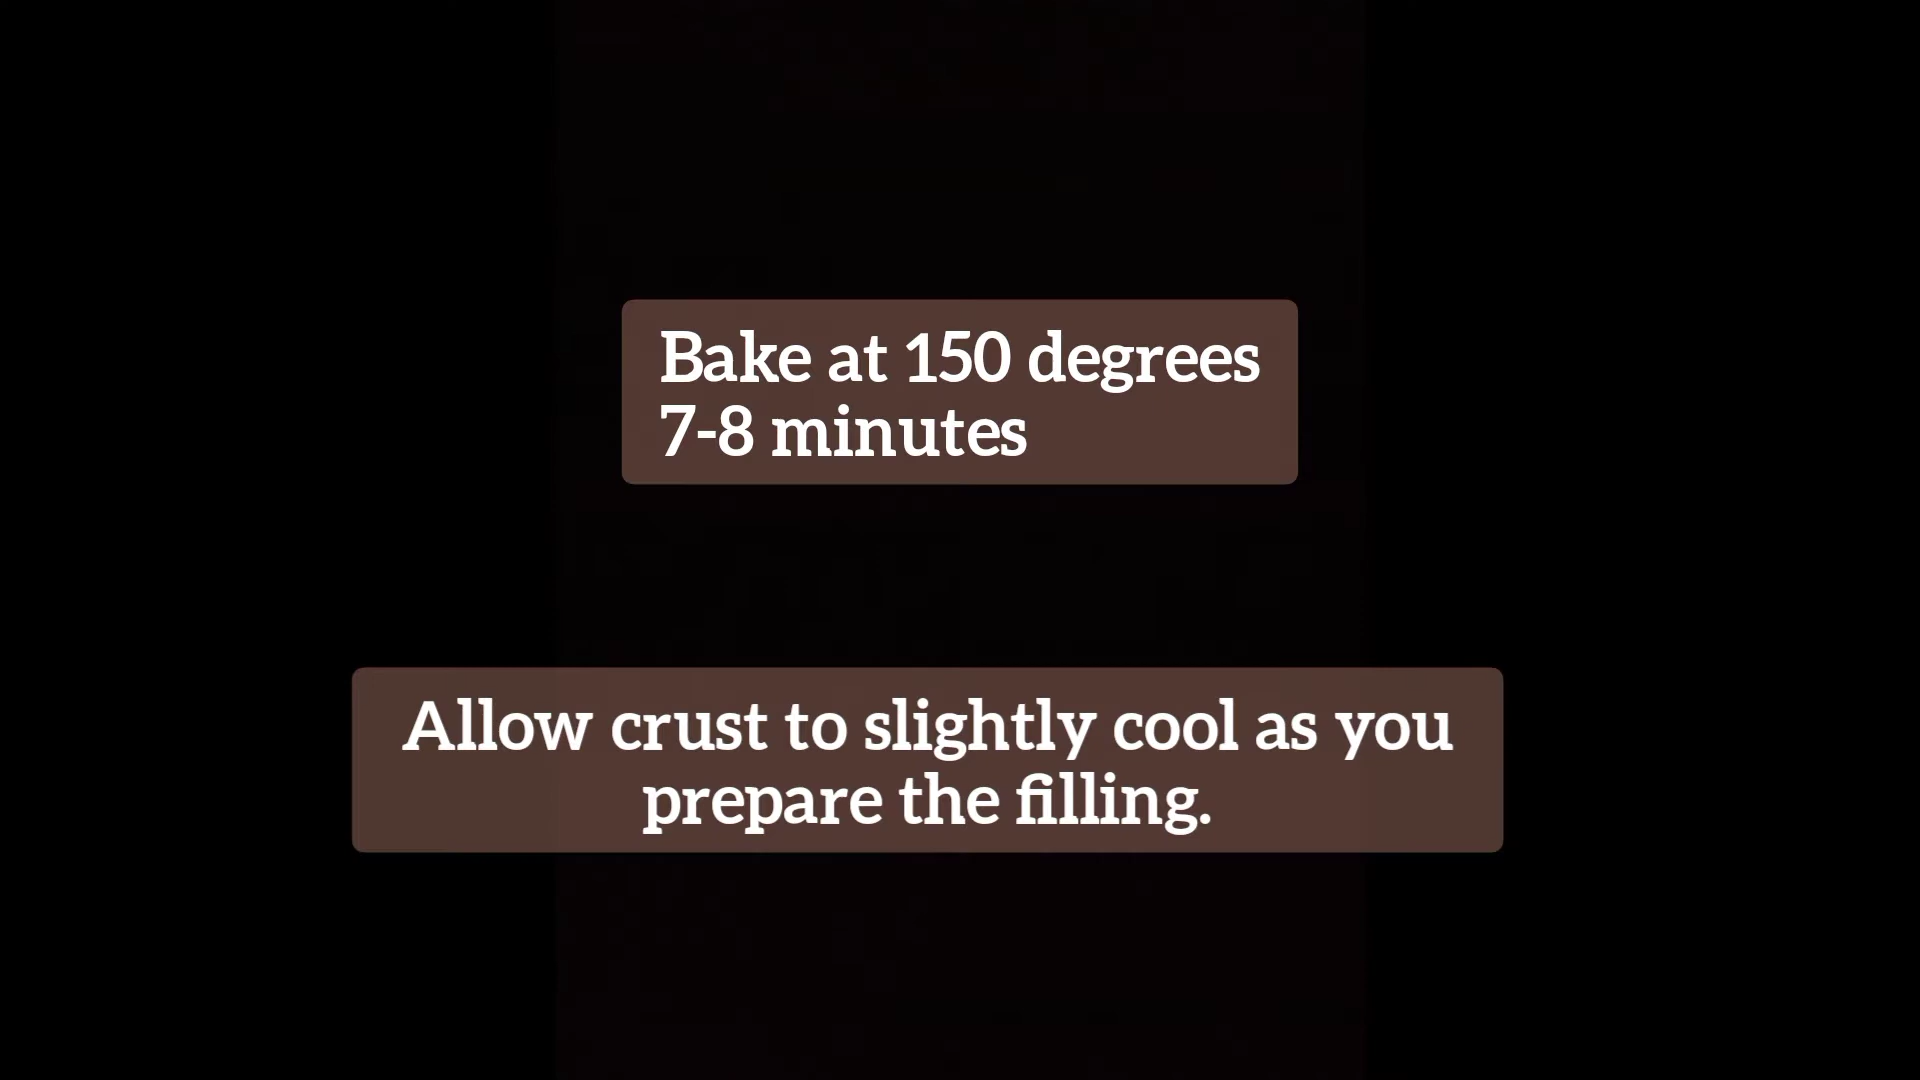 Bake at 150 degrees
7-8 minutes
Allow crust to slightly cool as you
prepare the filling.